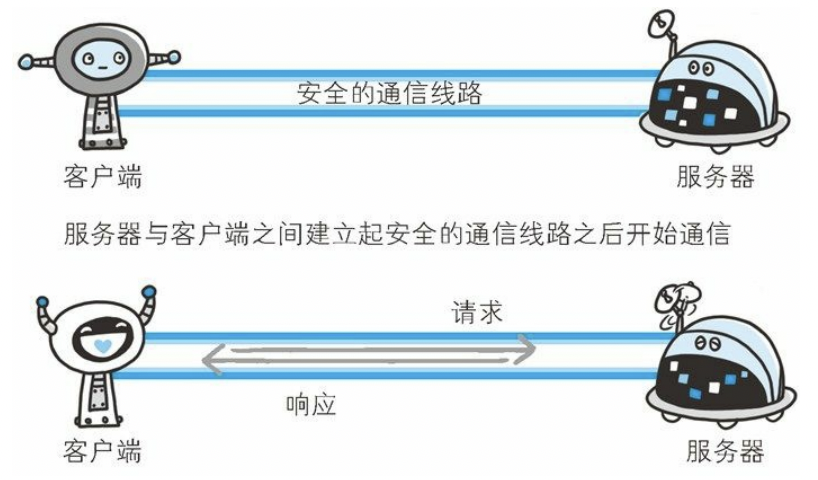 安全的通信线路
客户端
服务器
服务器与客户端之间建立起安全的通信线路之后开始通信
请求
响应
客户端
服务器